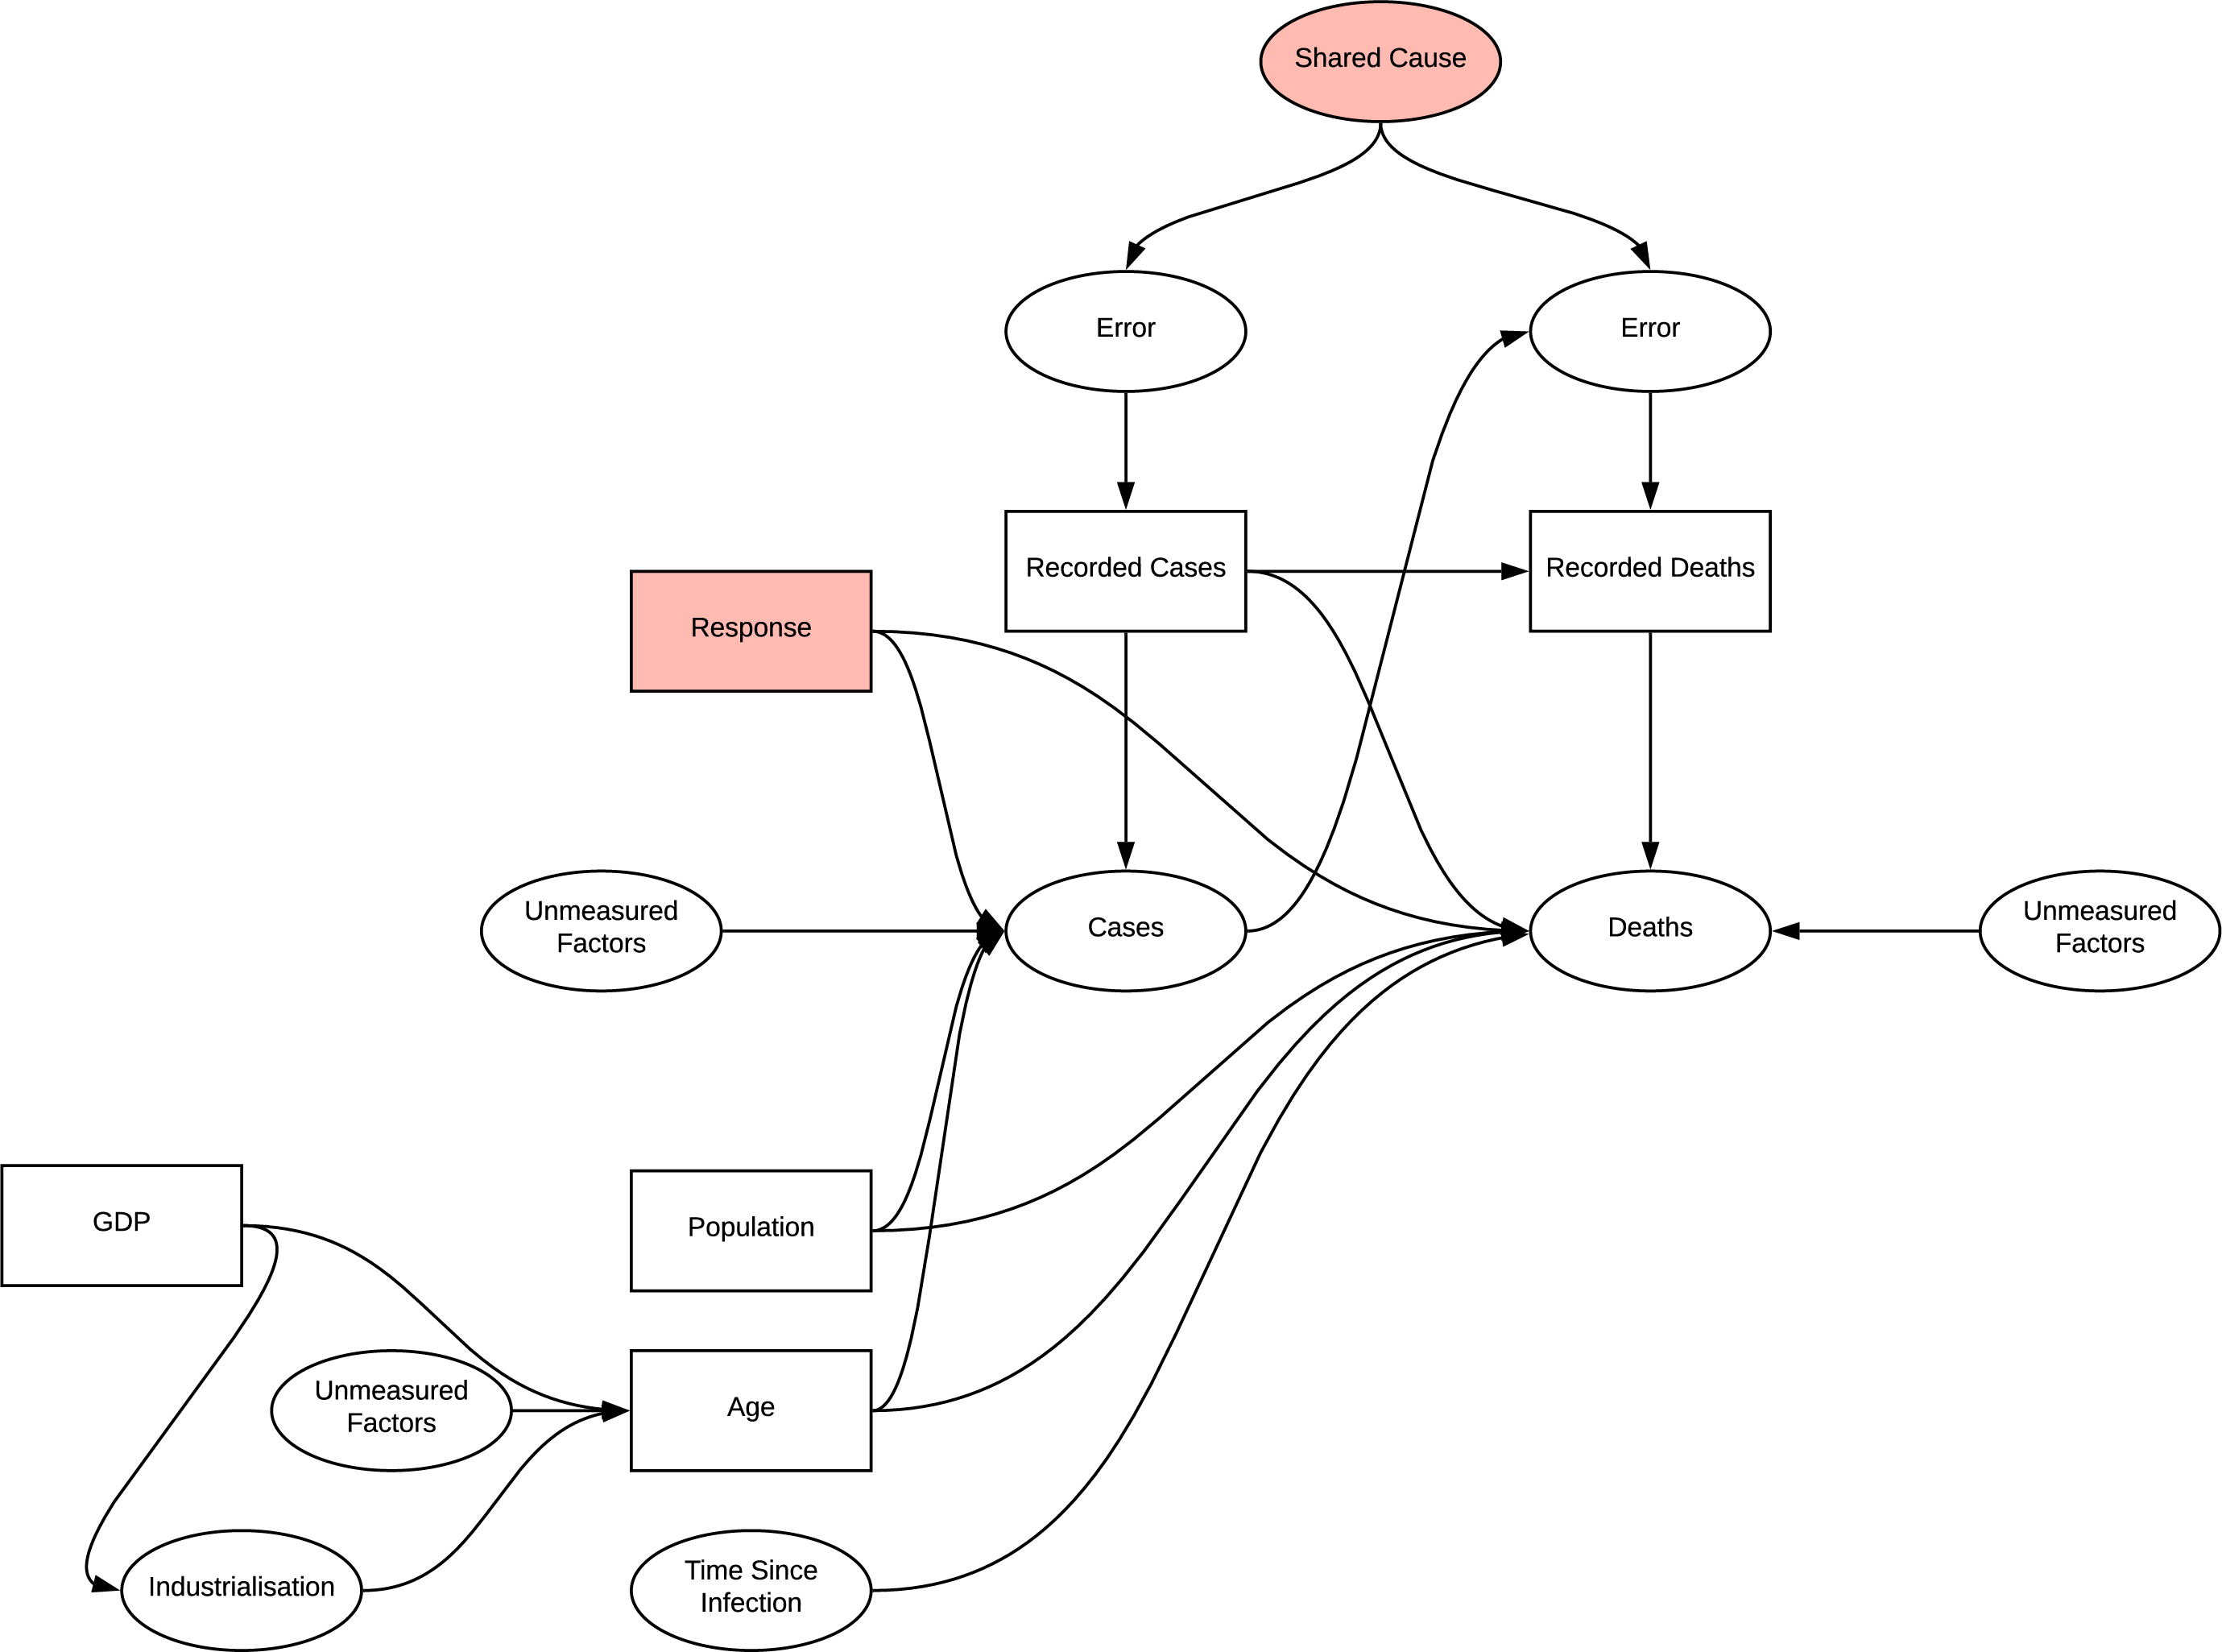 Shared Cause
Error
Error
Recorded Cases
Recorded Deaths
Response
Unmeasured
Factors
Cases
Deaths
Unmeasured
Factors
GDP
Population
Unmeasured
Factors
Age
Industrialisation
Time Since
Infection